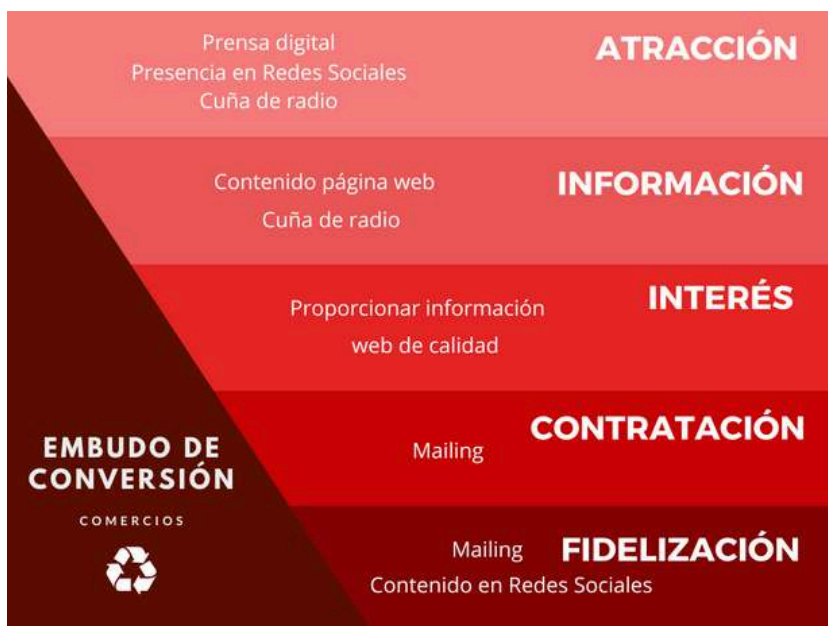 Prensa digital
Presencia en Redes Sociales
Cuña de radio
ATRACCIÓN
Contenido página web
Cuña de radio
INFORMACIÓN
Proporcionar información
web de calidad
INTERÉS
Mailing
CONTRATACIÓN
Mailing
Contenido en Redes Sociales
FIDELIZACIÓN
EMBUDO DE
CONVERSIÓN
COMERCIOS